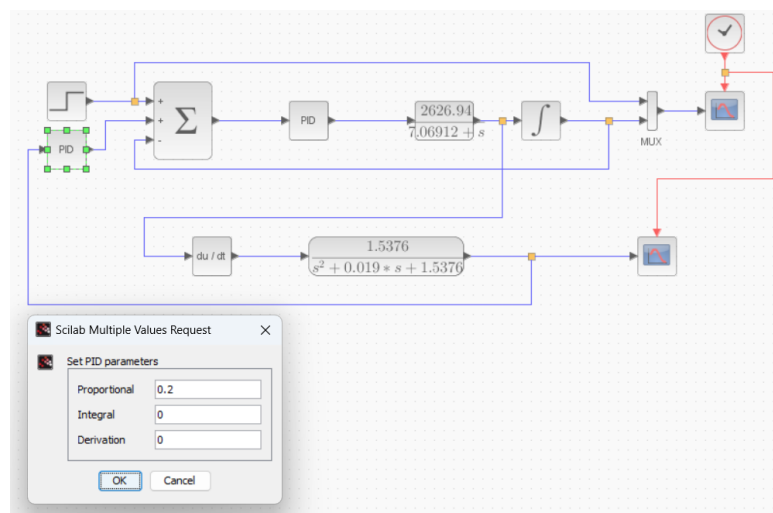 +
+
-
Σ
PID
2626.94
7.06912 + s
∫
MUX
PID
du / dt
1.5376
s² + 0.019 * s + 1.5376
Scilab Multiple Values Request
Set PID parameters
Proportional 0.2
Integral 0
Derivation 0
OK Cancel